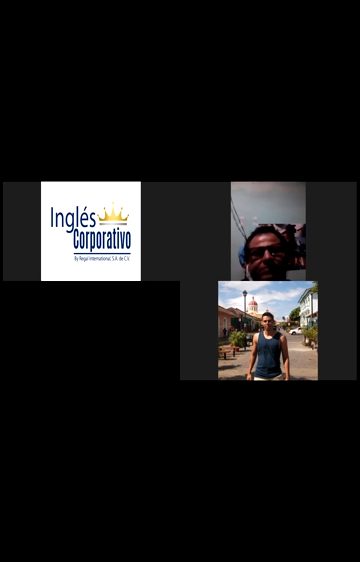 Inglés
Corporativo
By Regal International, S.A. de C.V.